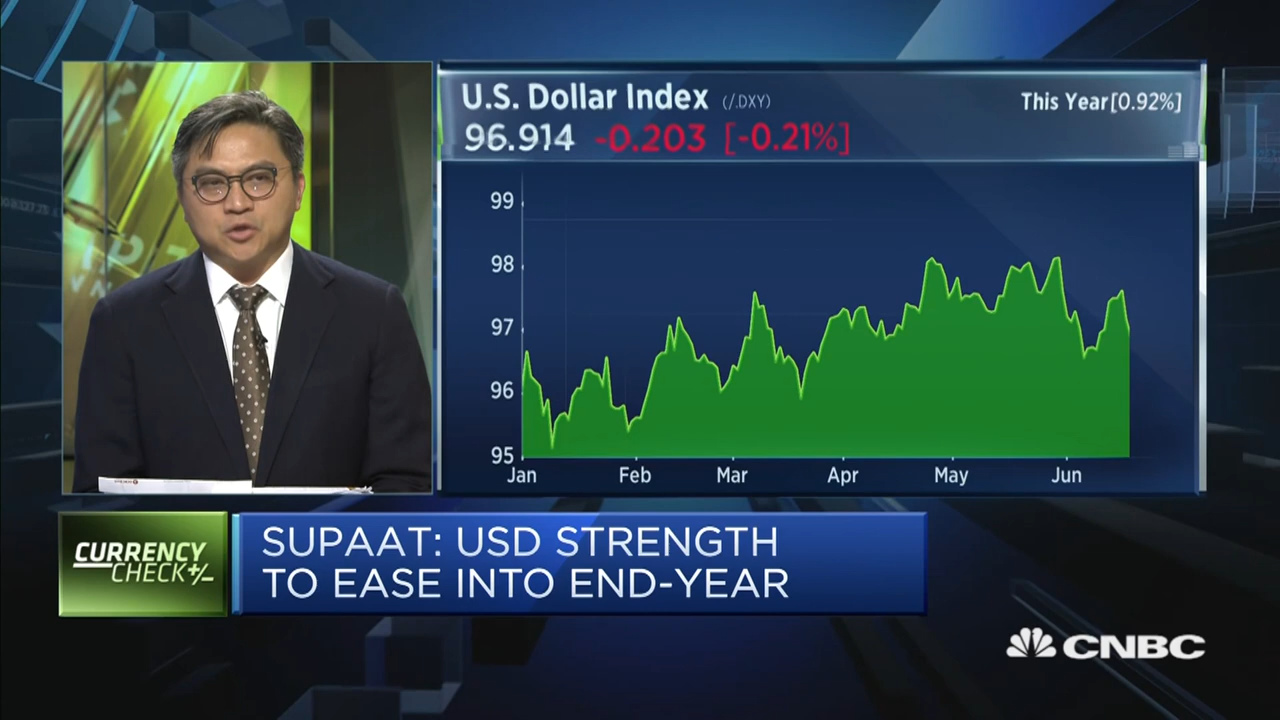 U.S. Dollar Index (/.DXY)
This Year[0.92%]
96.914 -0.203 [-0.21%]
99
98
97
96
95
Jan Feb Mar Apr May Jun
CURRENCY
CHECK+/-
SUPAAT: USD STRENGTH
TO EASE INTO END-YEAR
CNBC